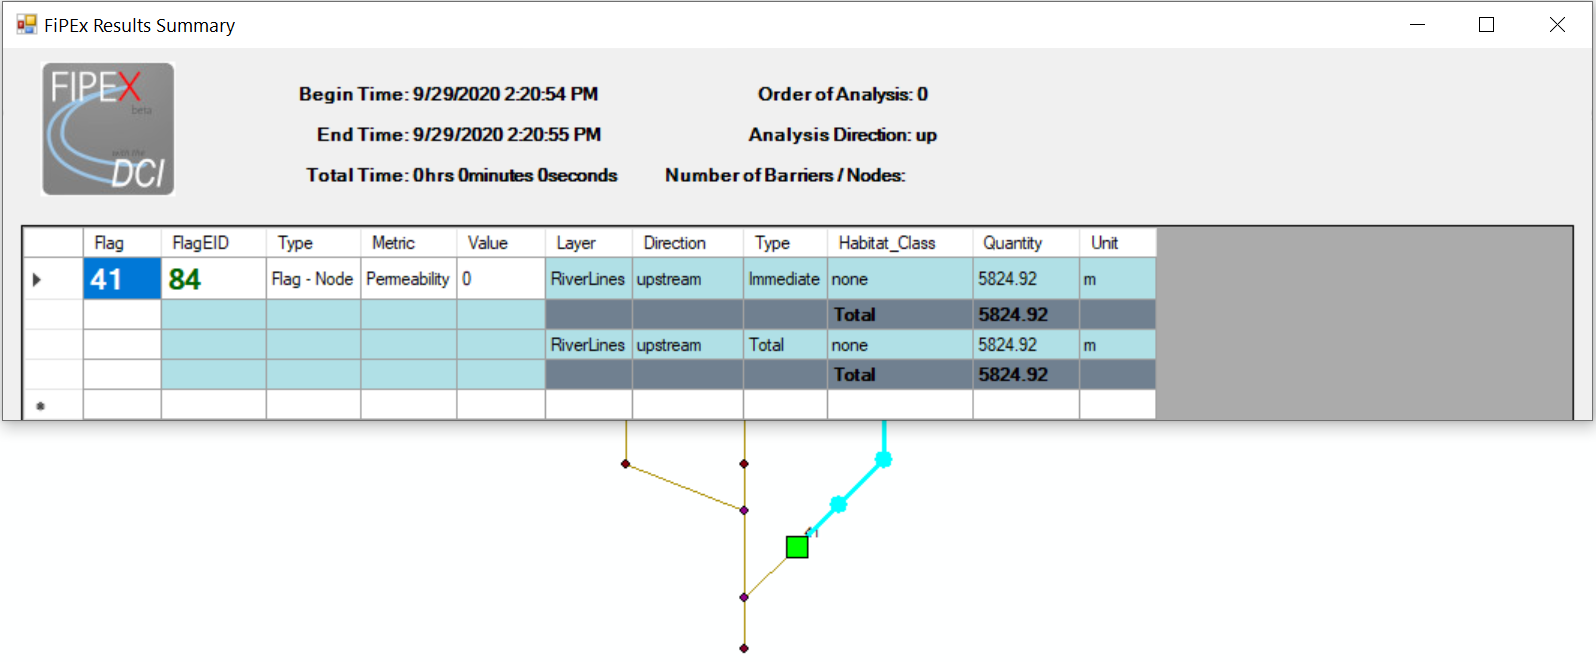 FiPEx Results Summary
FIPEX
beta
with the
DCI
Begin Time: 9/29/2020 2:20:54 PM
Order of Analysis: 0
End Time: 9/29/2020 2:20:55 PM
Analysis Direction: up
Total Time: 0hrs 0minutes 0seconds
Number of Barriers / Nodes:
Flag FlagEID Type Metric Value Layer Direction Type Habitat_Class Quantity Unit
41 84 Flag - Node Permeability 0 RiverLines upstream Immediate none 5824.92 m
Total 5824.92
RiverLines upstream Total none 5824.92 m
Total 5824.92